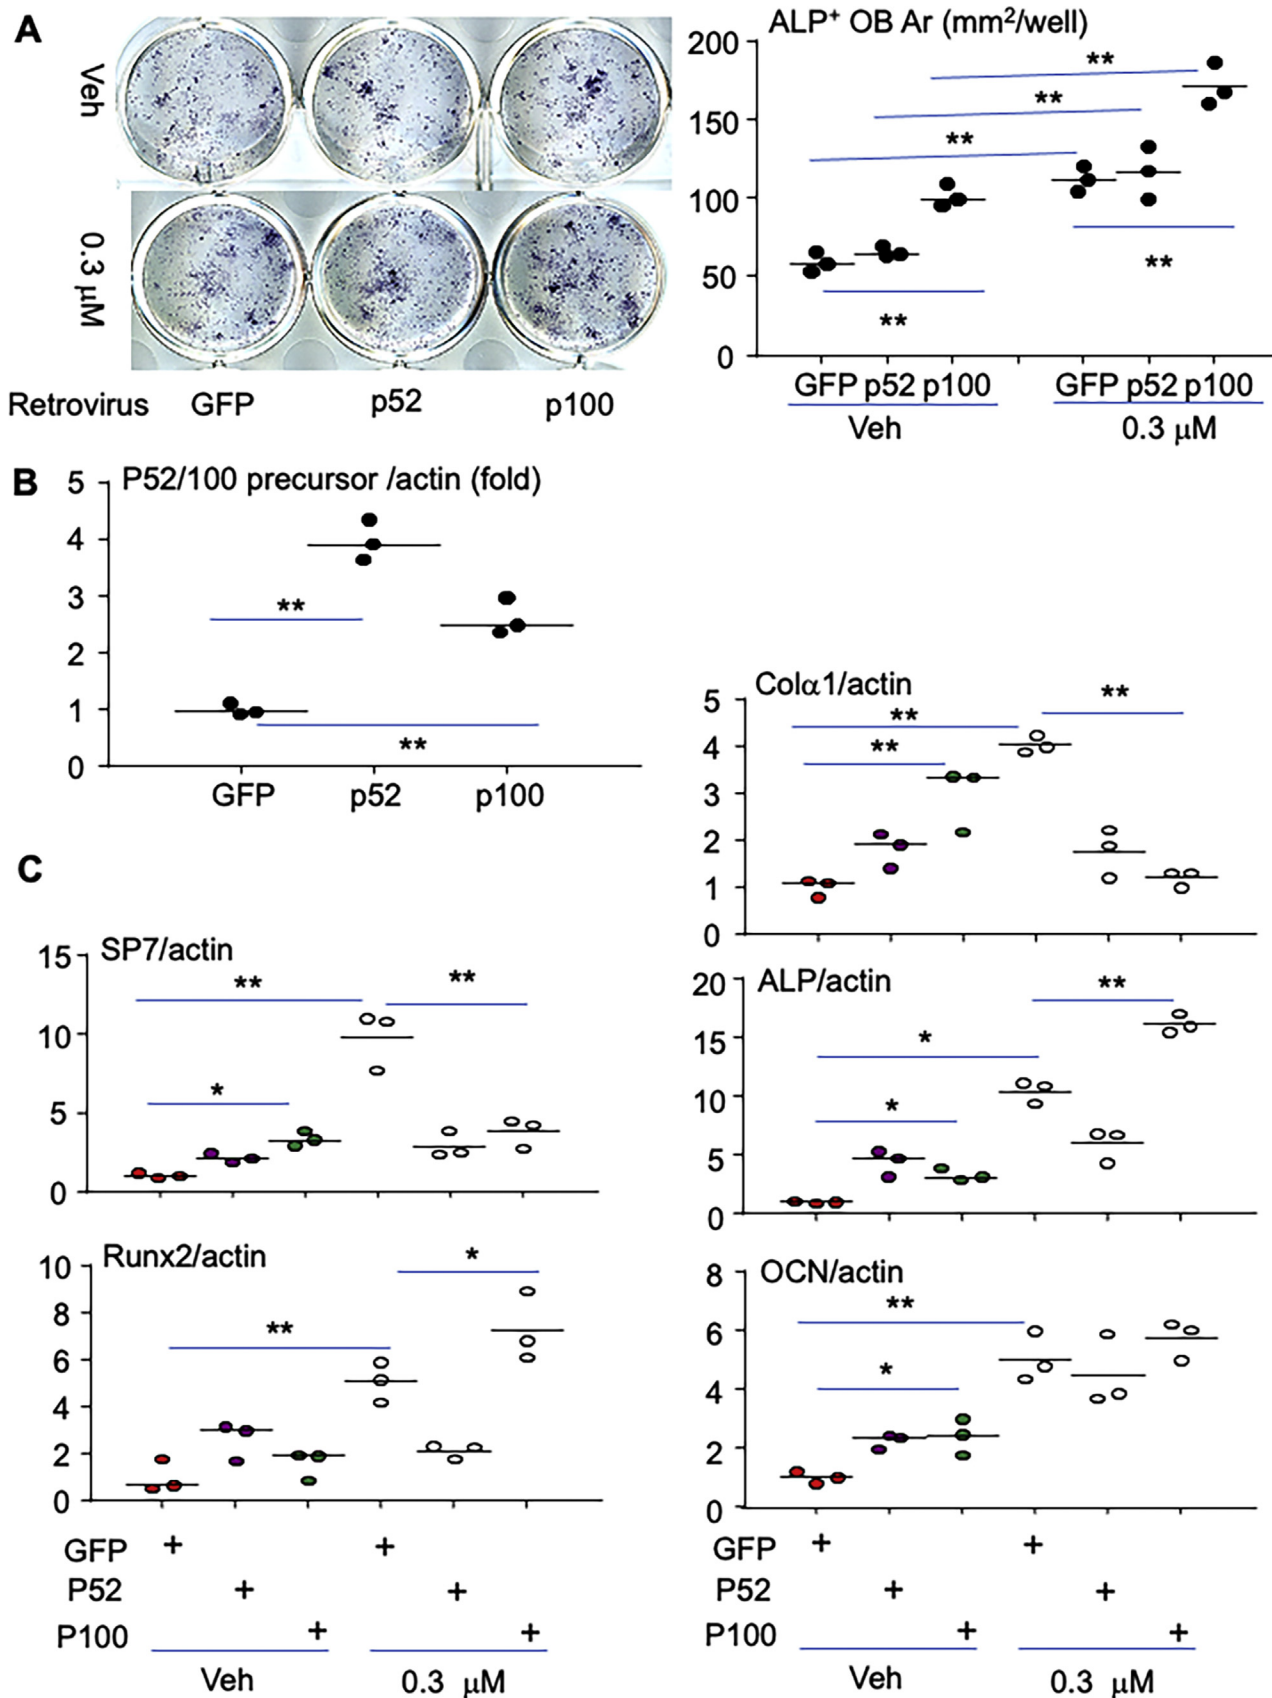 A
Veh
0.3 μM
Retrovirus GFP p52 p100
ALP⁺ OB Ar (mm²/well)
200
150
100
50
0
**
**
**
**
**
GFP p52 p100 GFP p52 p100
Veh 0.3 μM
B
P52/100 precursor /actin (fold)
5
4
3
2
1
0
**
**
GFP p52 p100
C
SP7/actin
15
10
5
0
**
**
*
Runx2/actin
10
8
6
4
2
0
*
**
GFP + +
P52 + +
P100 + +
Veh 0.3 μM
Colα1/actin
5
4
3
2
1
0
**
**
**
ALP/actin
20
15
10
5
0
**
*
*
OCN/actin
8
6
4
2
0
**
*
GFP + +
P52 + +
P100 + +
Veh 0.3 μM